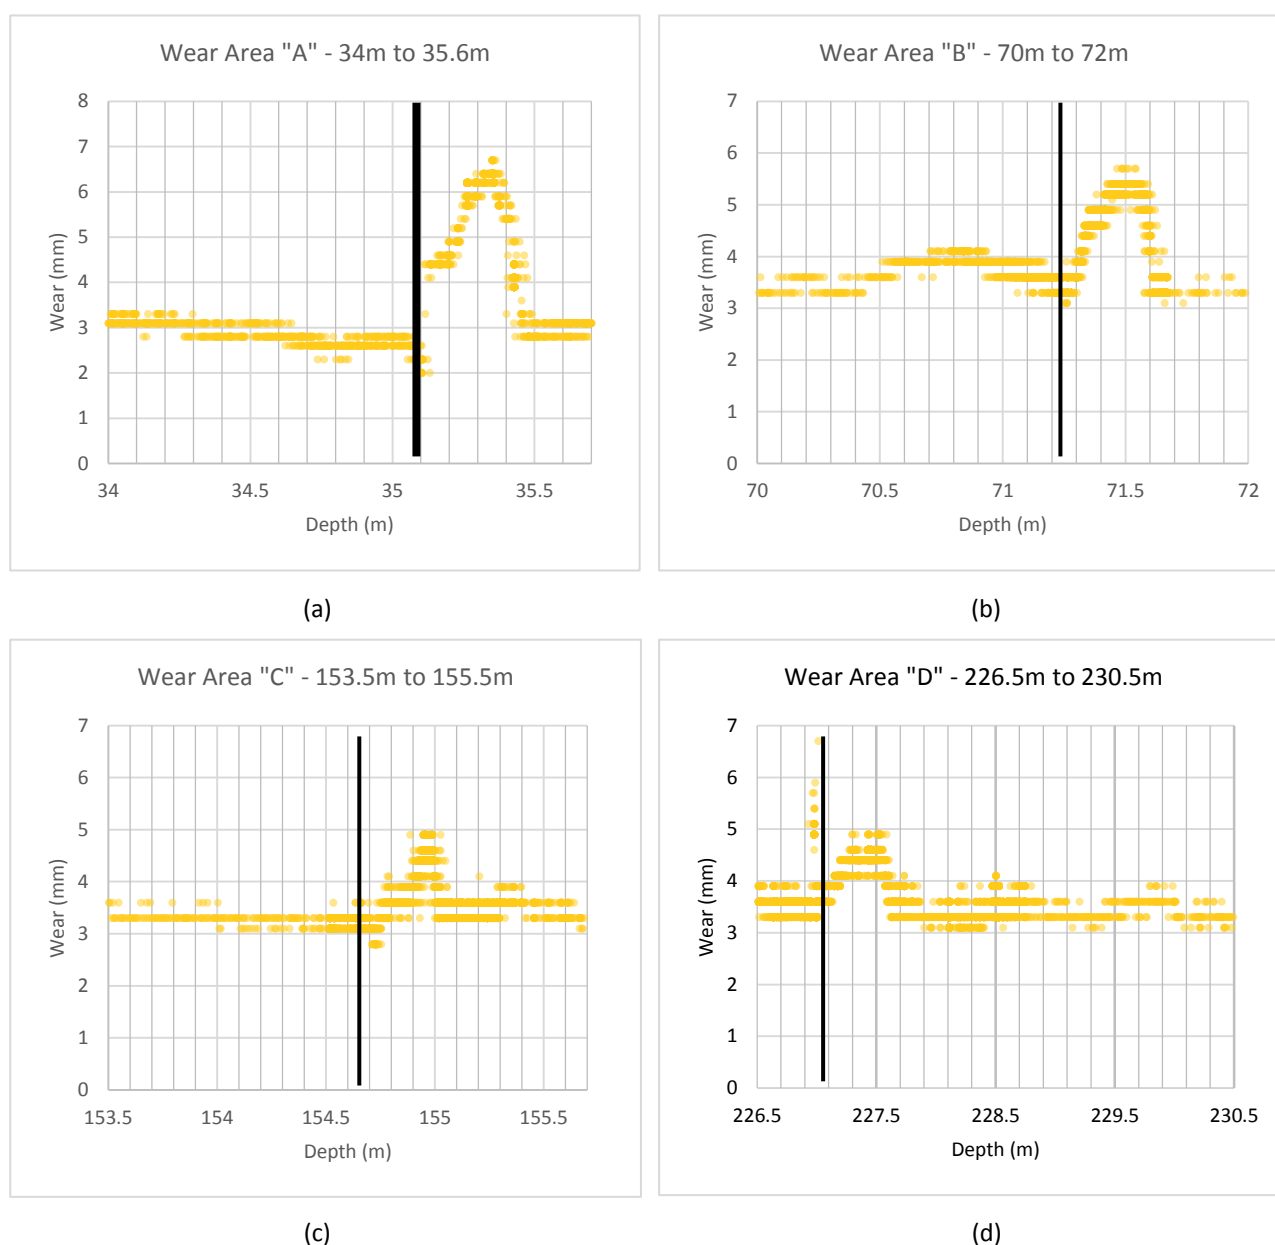 Wear Area "A" - 34m to 35.6m
8
7
6
5
4
3
2
1
0
Wear (mm)
34 34.5 35 35.5
Depth (m)
(a)
Wear Area "B" - 70m to 72m
7
6
5
4
3
2
1
0
Wear (mm)
70 70.5 71 71.5 72
Depth (m)
(b)
Wear Area "C" - 153.5m to 155.5m
7
6
5
4
3
2
1
0
Wear (mm)
153.5 154 154.5 155 155.5
Depth (m)
(c)
Wear Area "D" - 226.5m to 230.5m
7
6
5
4
3
2
1
0
Wear (mm)
226.5 227.5 228.5 229.5 230.5
Depth (m)
(d)